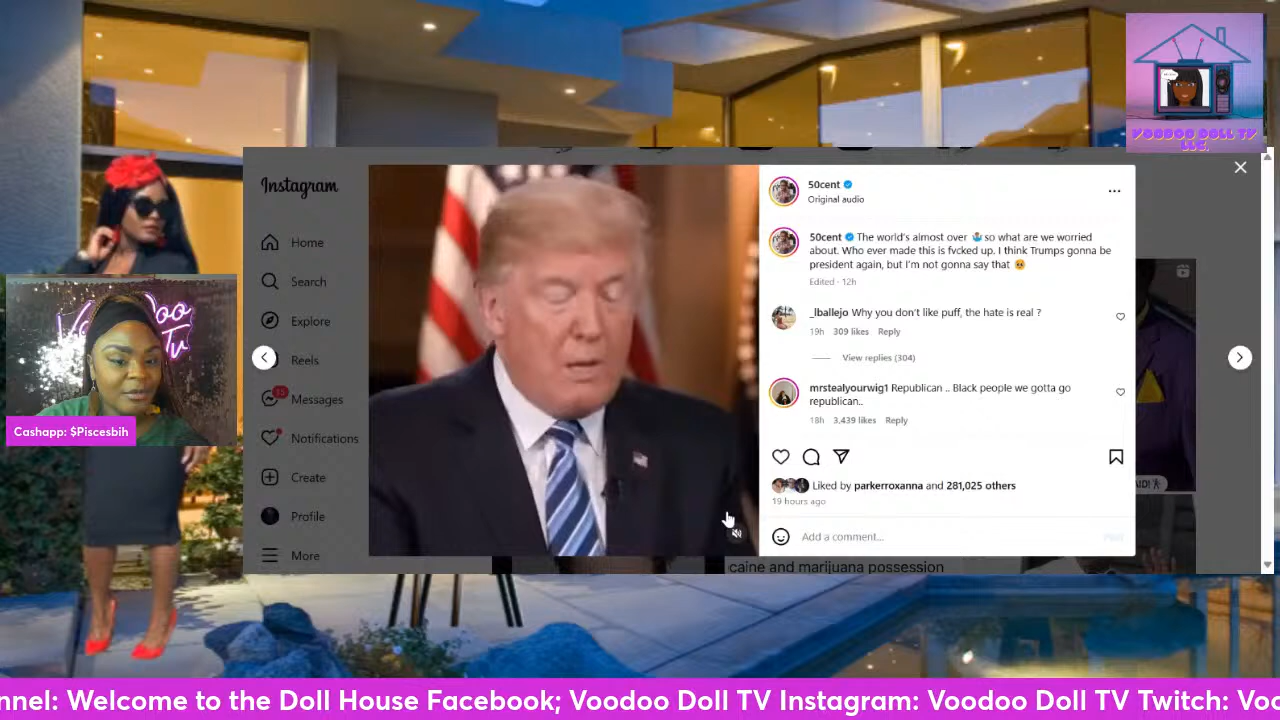 VOODOO DOLL TV
LLC.
Instagram
Home
Search
Explore
Reels
Messages
Notifications
Create
Profile
More
50cent
Original audio
...
50cent The world's almost over 🤷🏽‍♂️ so what are we worried
about. Who ever made this is fvcked up. I think Trumps gonna be
president again, but I'm not gonna say that 🥺
Edited · 12h
_lballejo Why you don't like puff, the hate is real ?
19h 309 likes Reply
View replies (304)
mrstealyourwig1 Republican .. Black people we gotta go
republican..
18h 3,439 likes Reply
Liked by parkerroxanna and 281,025 others
19 hours ago
Add a comment...
Post
AID!
caine and marijuana possession
Voodoo
Tv
Cashapp: $Piscesbih
nnel: Welcome to the Doll House Facebook; Voodoo Doll TV Instagram: Voodoo Doll TV Twitch: Voo